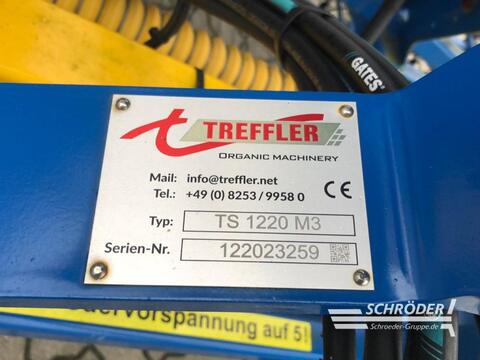 GATES
TREFFLER
ORGANIC MACHINERY
Mail: info@treffler.net
Tel.: +49 (0) 8253 / 9958 0
CE
Typ: TS 1220 M3
Serien-Nr. 122023259
vorspannung auf 5!
SCHRÖDER
Schroeder-Gruppe.de